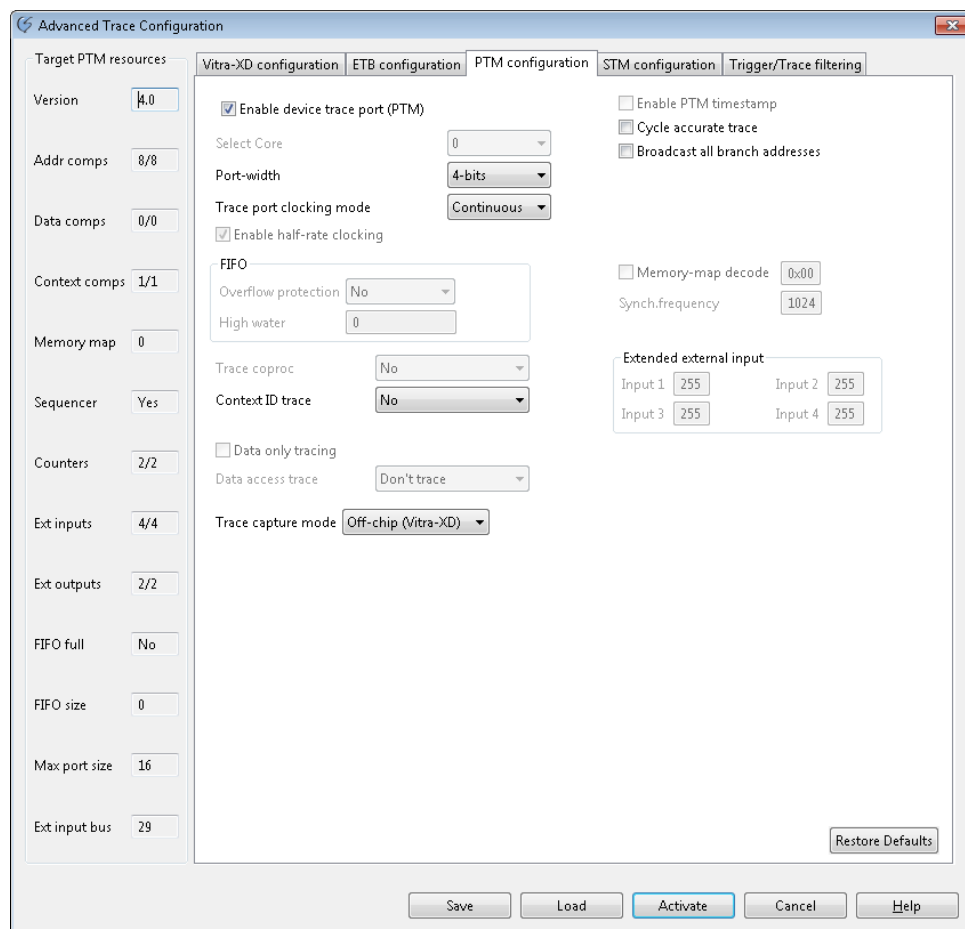 Advanced Trace Configuration
Target PTM resources
Version 4.0
Addr comps 8/8
Data comps 0/0
Context comps 1/1
Memory map 0
Sequencer Yes
Counters 2/2
Ext inputs 4/4
Ext outputs 2/2
FIFO full No
FIFO size 0
Max port size 16
Ext input bus 29
Vitra-XD configuration ETB configuration PTM configuration STM configuration Trigger/Trace filtering
Enable device trace port (PTM)
Select Core 0
Port-width 4-bits
Trace port clocking mode Continuous
Enable half-rate clocking
FIFO
Overflow protection No
High water 0
Trace coproc No
Context ID trace No
Data only tracing
Data access trace Don't trace
Trace capture mode Off-chip (Vitra-XD)
Enable PTM timestamp
Cycle accurate trace
Broadcast all branch addresses
Memory-map decode 0x00
Synch.frequency 1024
Extended external input
Input 1 255 Input 2 255
Input 3 255 Input 4 255
Restore Defaults
Save Load Activate Cancel Help